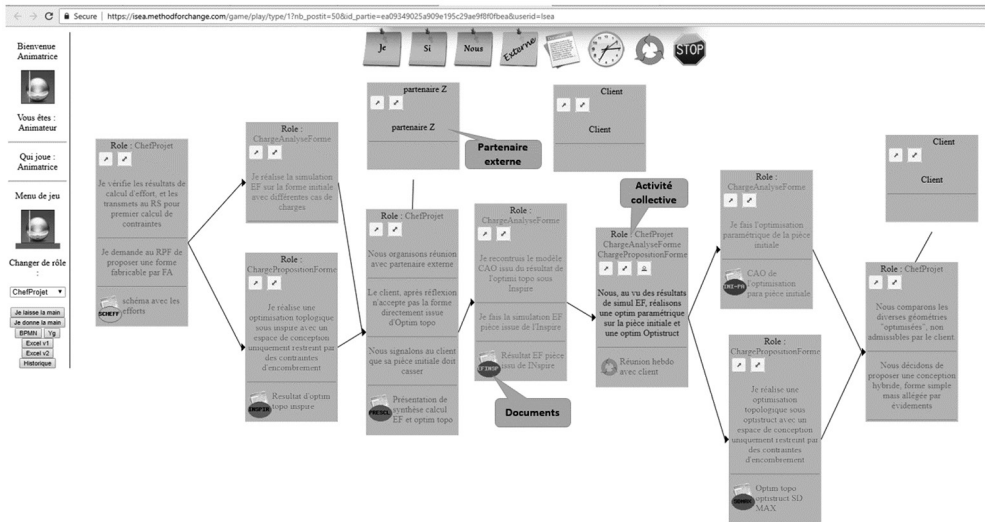 Secure | https://isea.methodforchange.com/game/play/type/1?nb_postit=50&id_partie=ea09349025a909e195c29ae9f8f0fbea&userid=Isea
Bienvenue
Animatrice
Vous êtes :
Animateur
Qui joue :
Animatrice
Menu de jeu
Changer de rôle
:
ChefProjet
Je laisse la main
Je donne la main
BPMN Yg
Excel v1
Excel v2
Historique
Je
Si
Nous
Externe
STOP
Role : ChefProjet
Je vérifie les résultats de
calcul d'effort, et les
transmets au RS pour
premier calcul de
contraintes
Je demande au RPF de
proposer une forme
fabricable par FA
SCHEFF
schéma avec les
efforts
Role :
ChargeAnalyseForme
Je réalise la simulation
EF sur la forme initiale
avec différentes cas de
charges
Role :
ChargePropositionForme
Je réalise une
optimisation toplogique
sous insipre avec un
espace de conception
uniquement restreint par
des contraintes
d'encombrement
INSPIR
Resultat d'optim
topo inspire
partenaire Z
partenaire Z
Partenaire
externe
Role : ChefProjet
Nous organisons réunion
avec partenaire externe
Le client, après réflexion
n'accepte pas la forme
directement issue
d'Optim topo
Nous signalons au client
que sa pièce initiale doit
casser
PRESCL
Présentation de
synthèse calcul
EF et optim topo
Role :
ChargeAnalyseForme
Je reconstruis le modèle
CAO issu du résultat de
l'optimi topo sous
Inspire
Je fais la simulation EF
pièce issue de l'Inspire
EFINSP
Résultat EF pièce
issu de INspire
Documents
Client
Client
Activité
collective
Role : ChefProjet
ChargeAnalyseForme
ChargePropositionForme
Nous, au vu des résultats
de simul EF, réalisons
une optim paramétrique
sur la pièce initiale et
une optim Optistruct
Réunion hebdo
avec client
Role :
ChargeAnalyseForme
Je fais l'optimisation
paramétrique de la pièce
initiale
INI-PA
CAO de
l'optimisation
para pièce initiale
Role :
ChargePropositionForme
Je réalise une
optimisation
topologique sous
optistruct avec un
espace de conception
uniquement restreint par
des contraintes
d'encombrement
Optim topo
optistruct SD
MAX
Client
Client
Role : ChefProjet
Nous comparons les
diverses géométries
"optimisées", non
admissibles par le client.
Nous décidons de
proposer une conception
hybride, forme simple
mais allégée par
évidements